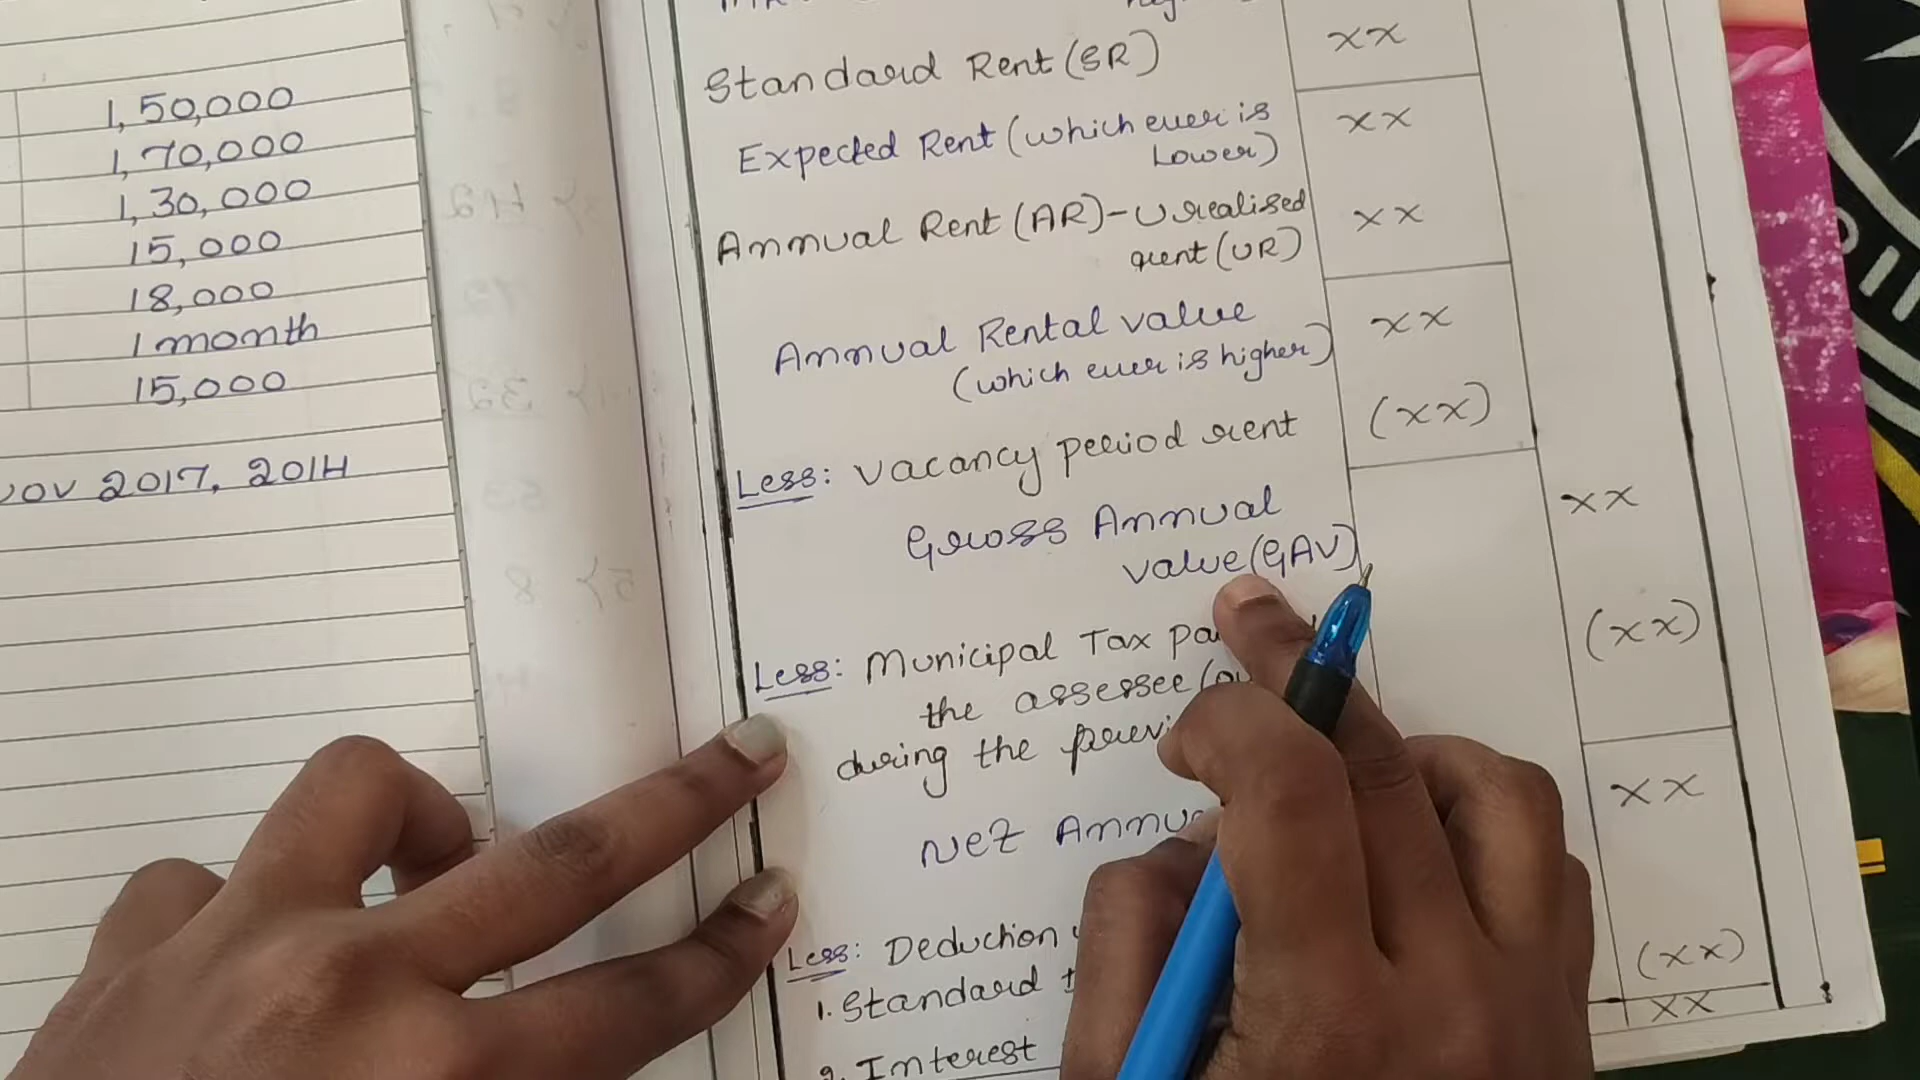 1,50,000
1,70,000
1,30,000
15,000
18,000
1 month
15,000
NOV 2017, 2014
Standard Rent (SR) xx
Expected Rent (which ever is xx
Lower)
Annual Rent (AR) - Urealised xx
rent (UR)
Annual Rental value xx
(which ever is higher)
Less: Vacancy period rent (xx)
Gross Annual xx
value (GAV)
Less: Municipal Tax (xx)
the assessee
during the
Net xx
Less: Deduction (xx)
1. Standard xx
2. Interest